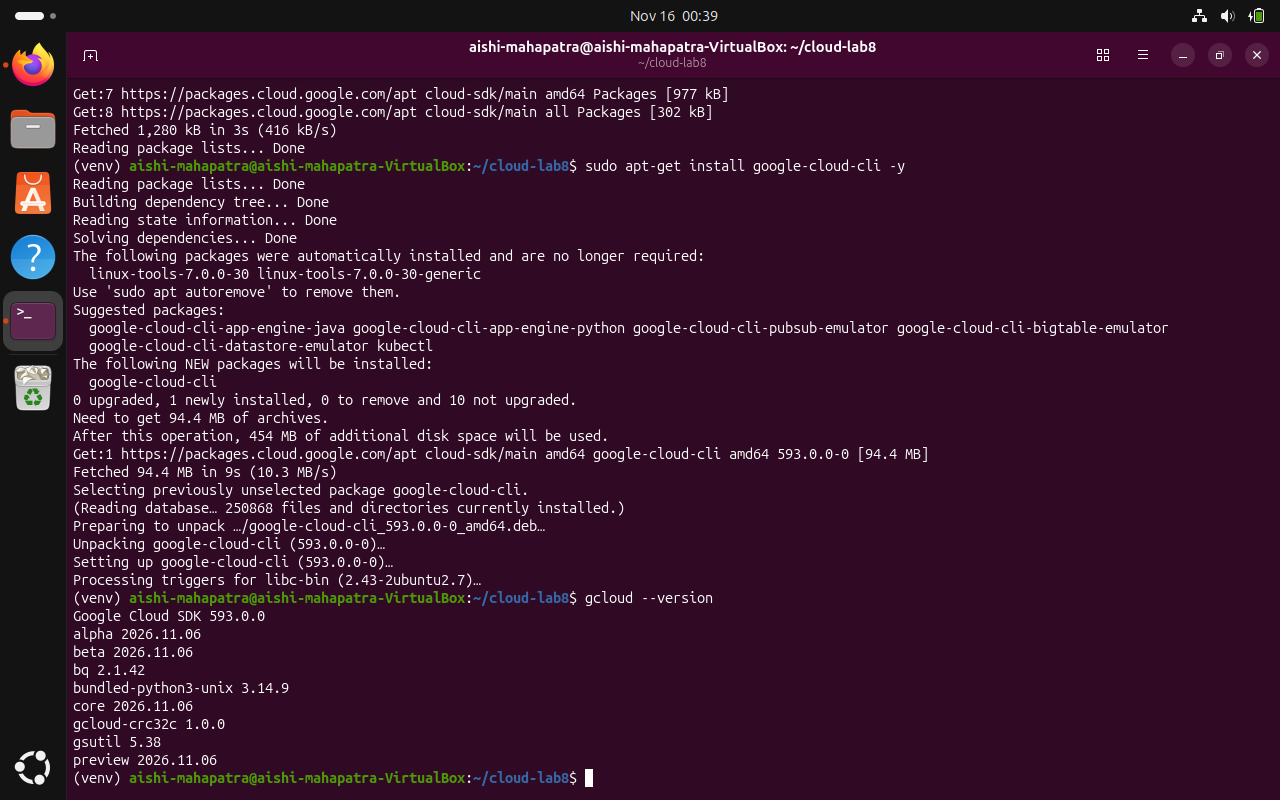 Nov 16 00:39
aishi-mahapatra@aishi-mahapatra-VirtualBox: ~/cloud-lab8
~/cloud-lab8
Get:7 https://packages.cloud.google.com/apt cloud-sdk/main amd64 Packages [977 kB]
Get:8 https://packages.cloud.google.com/apt cloud-sdk/main all Packages [302 kB]
Fetched 1,280 kB in 3s (416 kB/s)
Reading package lists... Done
(venv) aishi-mahapatra@aishi-mahapatra-VirtualBox:~/cloud-lab8$ sudo apt-get install google-cloud-cli -y
Reading package lists... Done
Building dependency tree... Done
Reading state information... Done
Solving dependencies... Done
The following packages were automatically installed and are no longer required:
  linux-tools-7.0.0-30 linux-tools-7.0.0-30-generic
Use 'sudo apt autoremove' to remove them.
Suggested packages:
  google-cloud-cli-app-engine-java google-cloud-cli-app-engine-python google-cloud-cli-pubsub-emulator google-cloud-cli-bigtable-emulator
  google-cloud-cli-datastore-emulator kubectl
The following NEW packages will be installed:
  google-cloud-cli
0 upgraded, 1 newly installed, 0 to remove and 10 not upgraded.
Need to get 94.4 MB of archives.
After this operation, 454 MB of additional disk space will be used.
Get:1 https://packages.cloud.google.com/apt cloud-sdk/main amd64 google-cloud-cli amd64 593.0.0-0 [94.4 MB]
Fetched 94.4 MB in 9s (10.3 MB/s)
Selecting previously unselected package google-cloud-cli.
(Reading database… 250868 files and directories currently installed.)
Preparing to unpack …/google-cloud-cli_593.0.0-0_amd64.deb…
Unpacking google-cloud-cli (593.0.0-0)…
Setting up google-cloud-cli (593.0.0-0)…
Processing triggers for libc-bin (2.43-2ubuntu2.7)…
(venv) aishi-mahapatra@aishi-mahapatra-VirtualBox:~/cloud-lab8$ gcloud --version
Google Cloud SDK 593.0.0
alpha 2026.11.06
beta 2026.11.06
bq 2.1.42
bundled-python3-unix 3.14.9
core 2026.11.06
gcloud-crc32c 1.0.0
gsutil 5.38
preview 2026.11.06
(venv) aishi-mahapatra@aishi-mahapatra-VirtualBox:~/cloud-lab8$